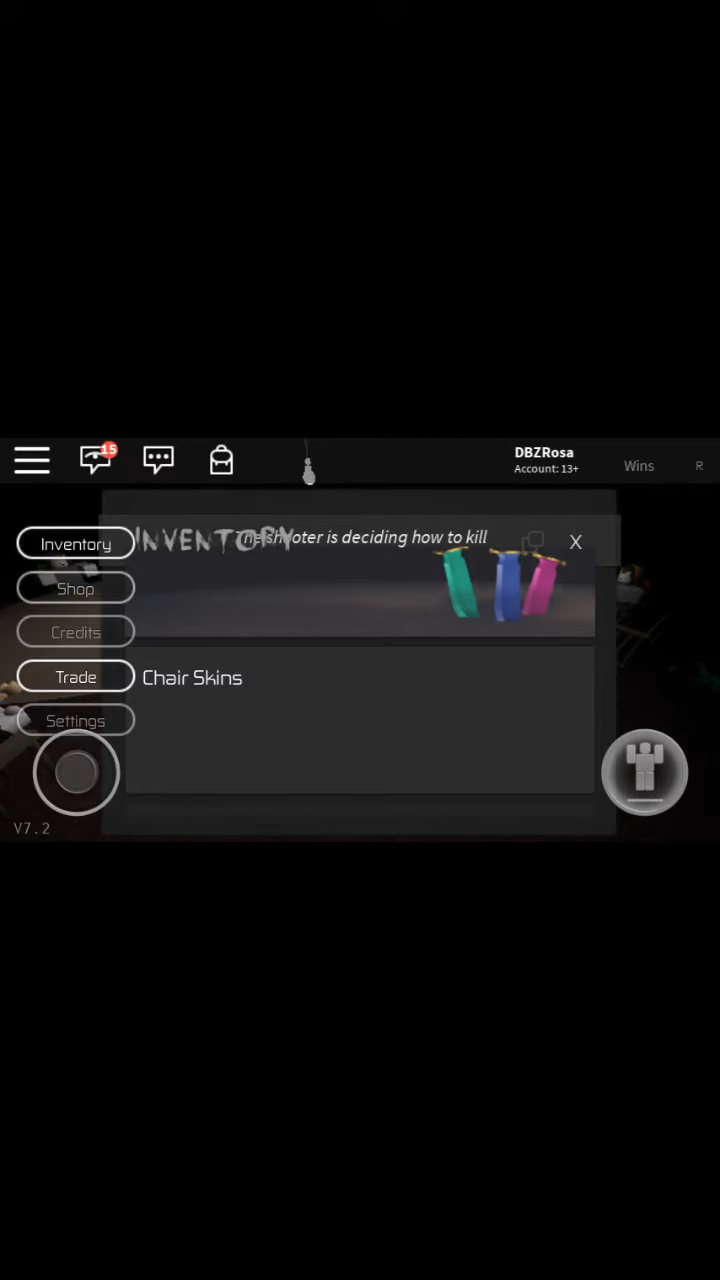 15
DBZRosa
Account: 13+
Wins
R
INVENTORY
The shooter is deciding how to kill
X
Inventory
Shop
Credits
Trade
Settings
Chair Skins
V7.2